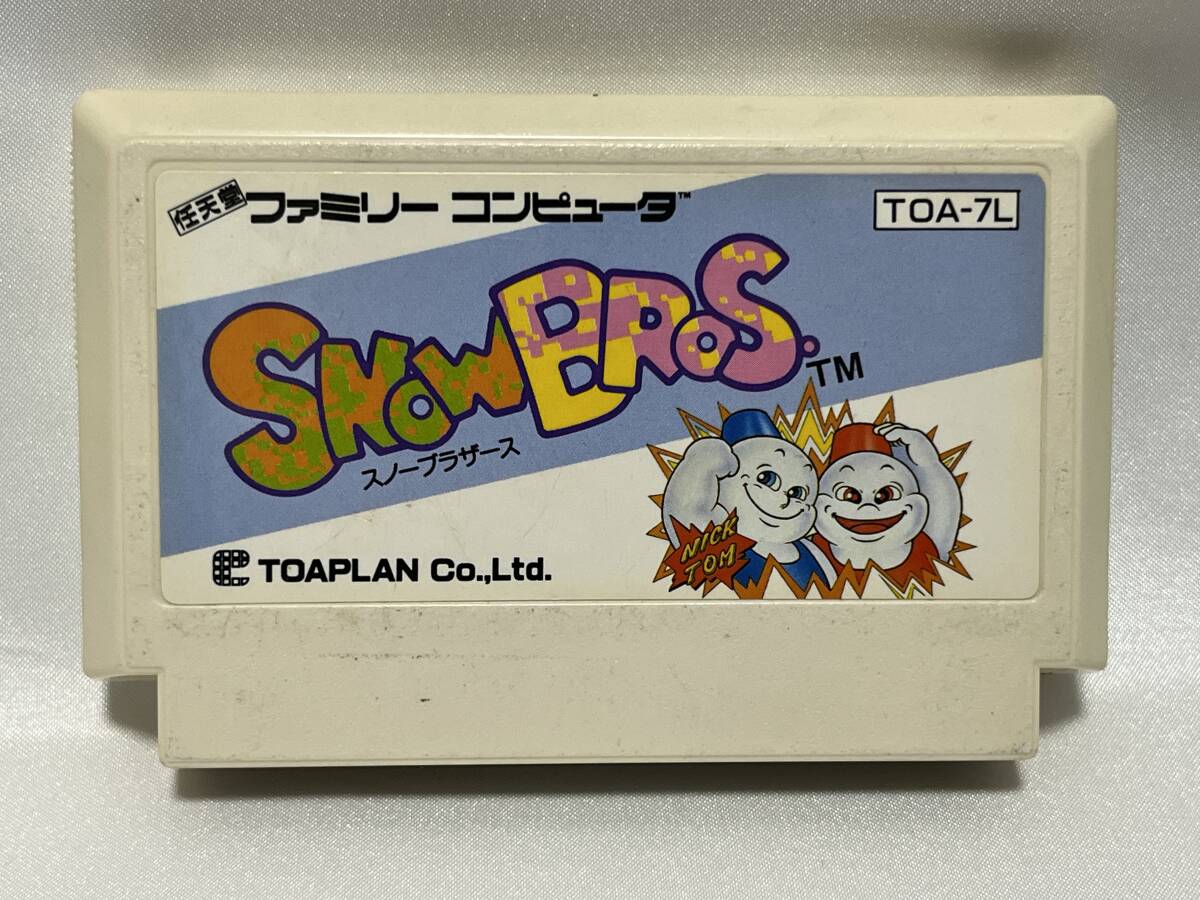 任天堂 ファミリー コンピュータ™
TOA-7L
SNOW BROS.™
スノーブラザース
NICK
TOM
TOAPLAN Co.,Ltd.